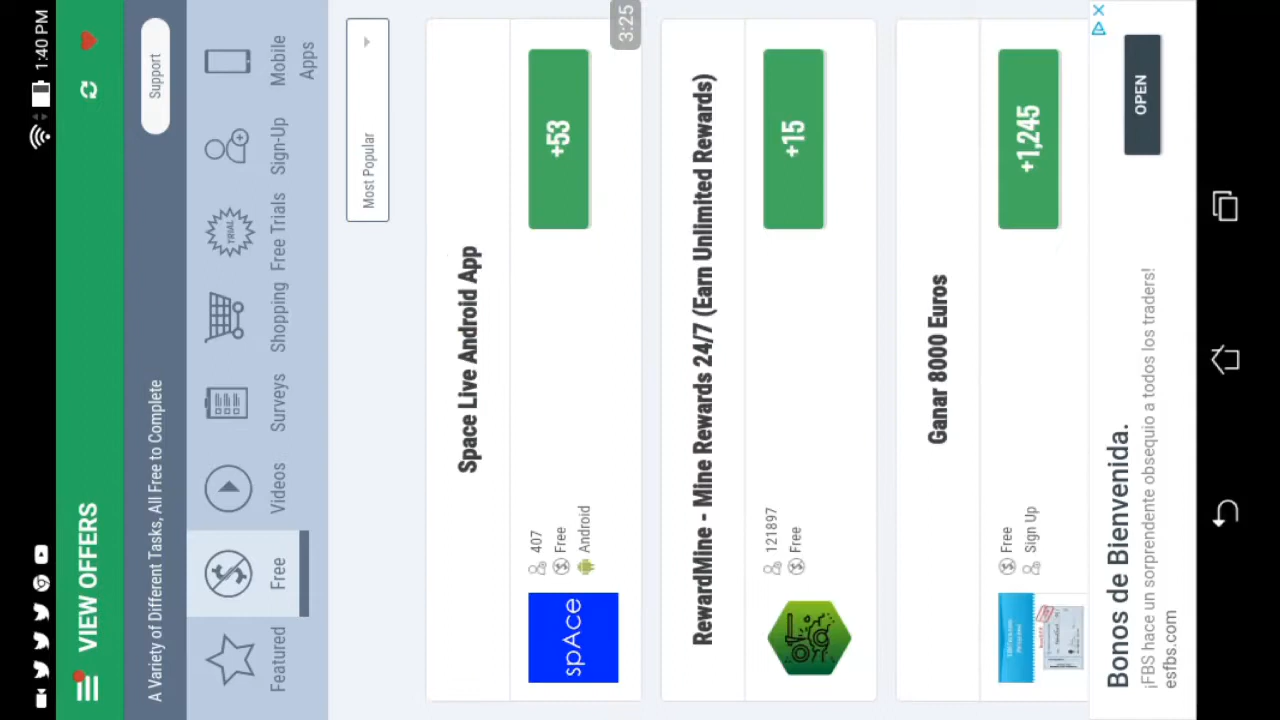 1:40 PM
VIEW OFFERS
A Variety of Different Tasks, All Free to Complete
Support
Featured
Free
Videos
Surveys
Shopping
TRIAL
Free Trials
Sign-Up
Mobile
Apps
Most Popular
3:25
Space Live Android App
spAce
407
Free
Android
+53
RewardMine - Mine Rewards 24/7 (Earn Unlimited Rewards)
121897
Free
+15
Ganar 8000 Euros
Free
Sign Up
+1,245
Bonos de Bienvenida.
¡FBS hace un sorprendente obsequio a todos los traders!
esfbs.com
OPEN